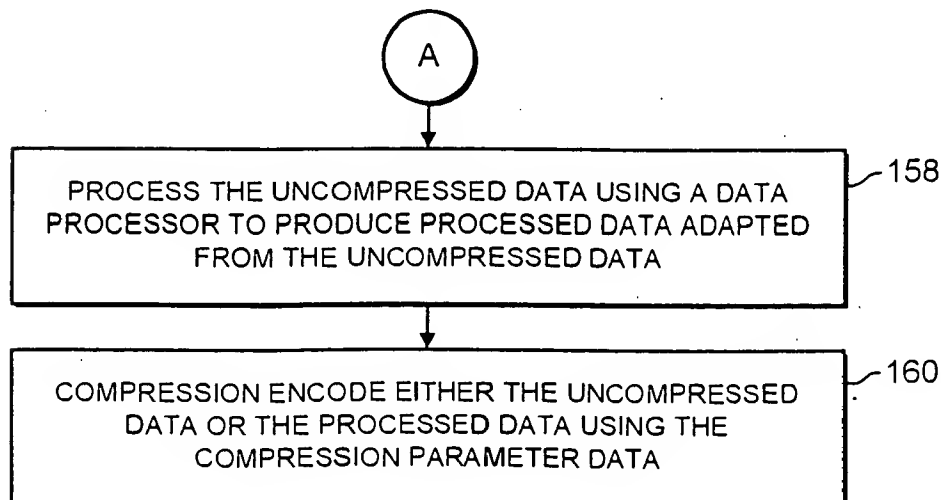 A
158
PROCESS THE UNCOMPRESSED DATA USING A DATA
PROCESSOR TO PRODUCE PROCESSED DATA ADAPTED
FROM THE UNCOMPRESSED DATA
160
COMPRESSION ENCODE EITHER THE UNCOMPRESSED
DATA OR THE PROCESSED DATA USING THE
COMPRESSION PARAMETER DATA